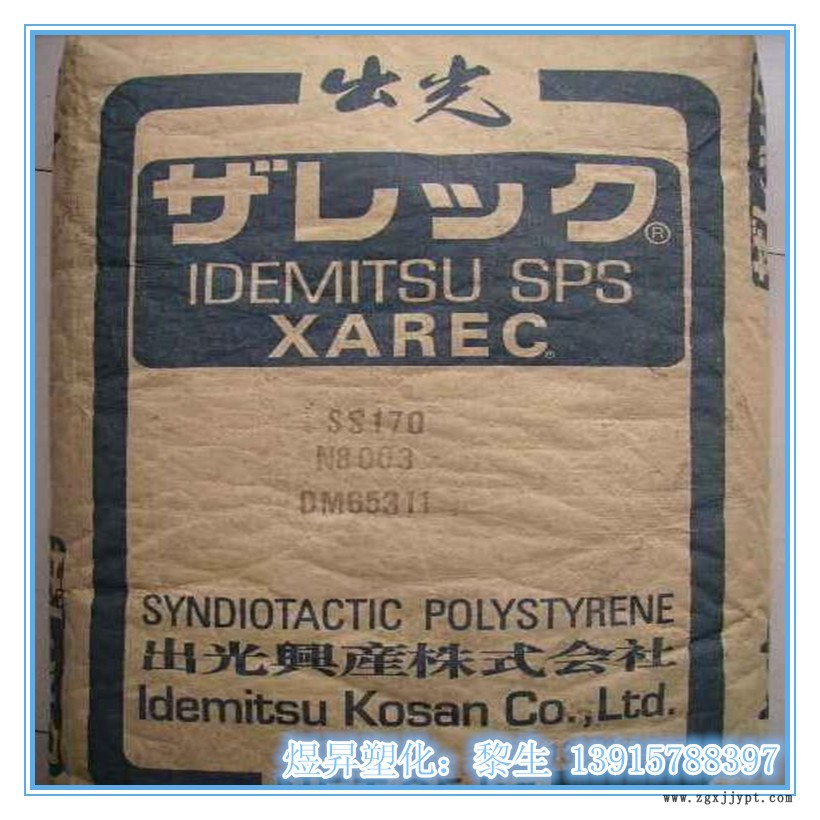 出光
ザレック®
IDEMITSU SPS
XAREC®
SS170
N8003
DM65311
SYNDIOTACTIC POLYSTYRENE
出光興産株式会社
Idemitsu Kosan Co.,Ltd.
煜昇塑化：黎生 13915788397
www.zgxjjypt.com